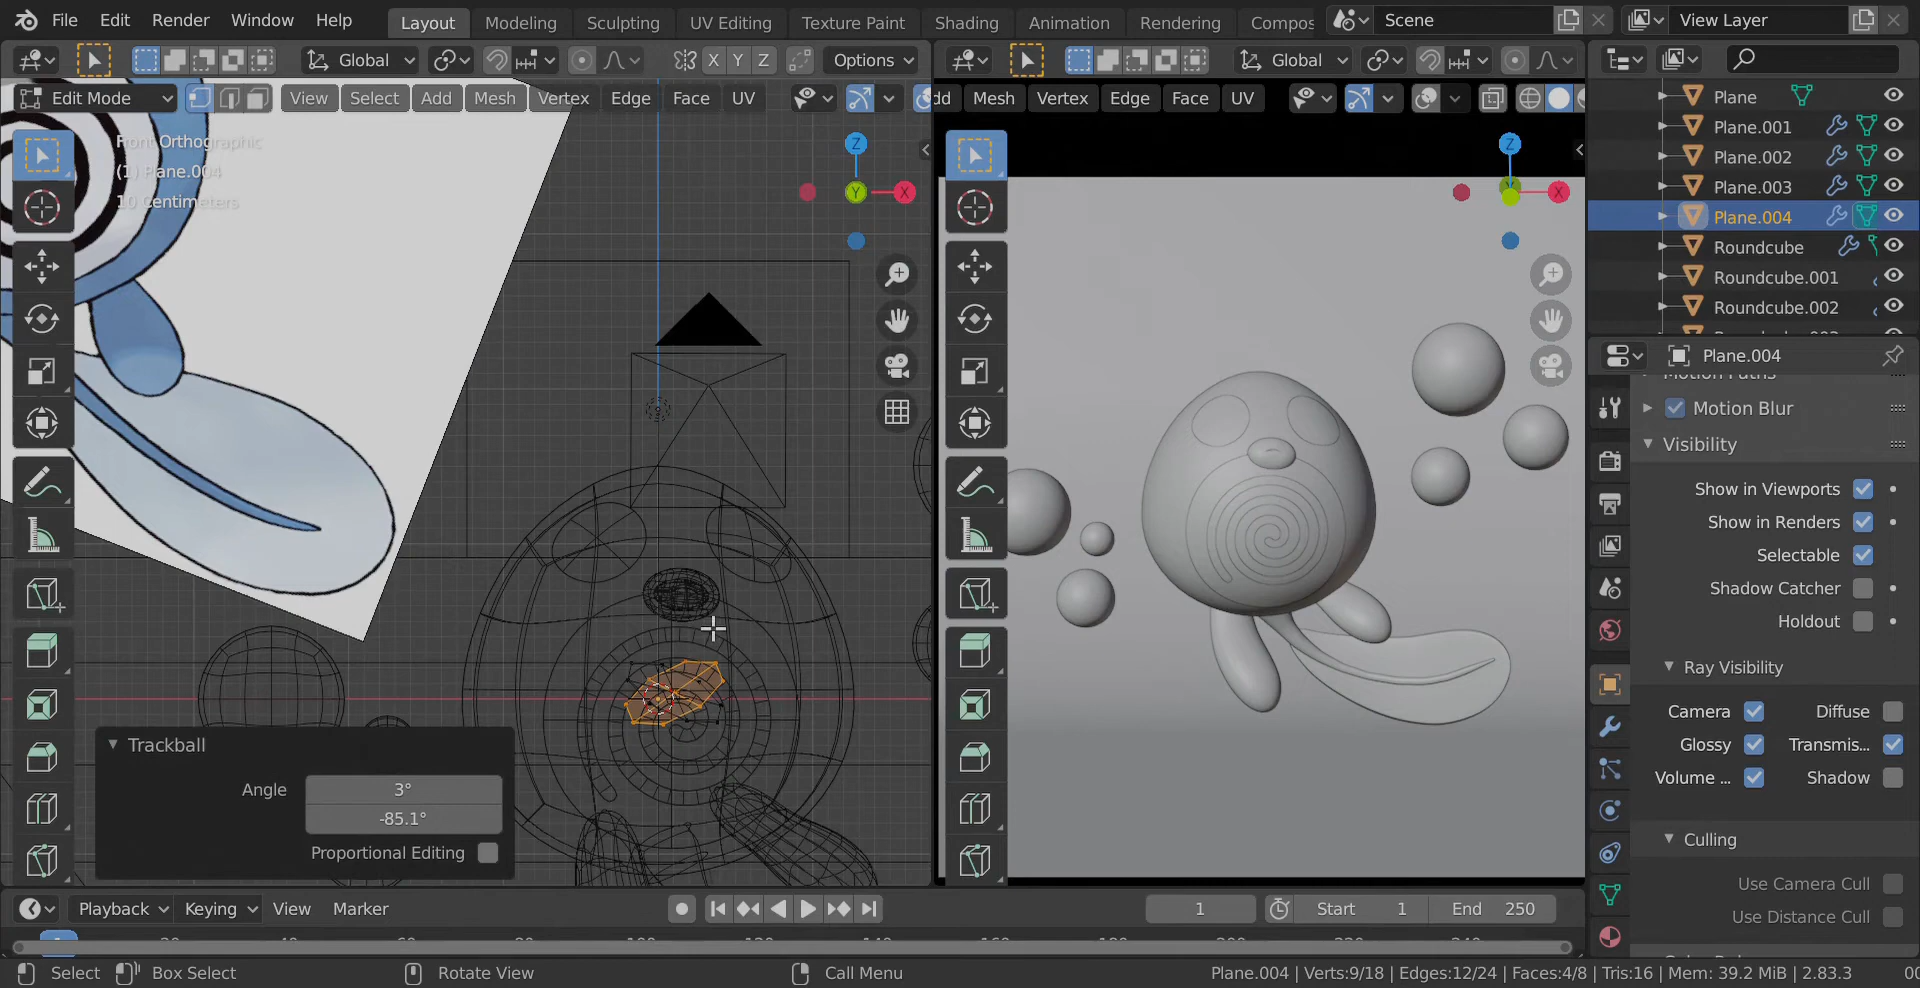 File Edit Render Window Help Layout Modeling Sculpting UV Editing Texture Paint Shading Animation Rendering Compos Scene View Layer
Global X Y Z Options Global
Edit Mode View Select Add Mesh Vertex Edge Face UV dd Mesh Vertex Edge Face UV
Front Orthographic
(1) Plane.004
10 Centimeters
Z
Y
X
Z
Y
X
Plane
Plane.001
Plane.002
Plane.003
Plane.004
Roundcube
Roundcube.001
Roundcube.002
Plane.004
Motion Paths
Motion Blur
Visibility
Show in Viewports
Show in Renders
Selectable
Shadow Catcher
Holdout
Ray Visibility
Camera Diffuse
Glossy Transmis...
Volume ... Shadow
Culling
Use Camera Cull
Use Distance Cull
Trackball
Angle 3°
-85.1°
Proportional Editing
Playback Keying View Marker 1 Start 1 End 250
Select Box Select Rotate View Call Menu Plane.004 | Verts:9/18 | Edges:12/24 | Faces:4/8 | Tris:16 | Mem: 39.2 MiB | 2.83.3